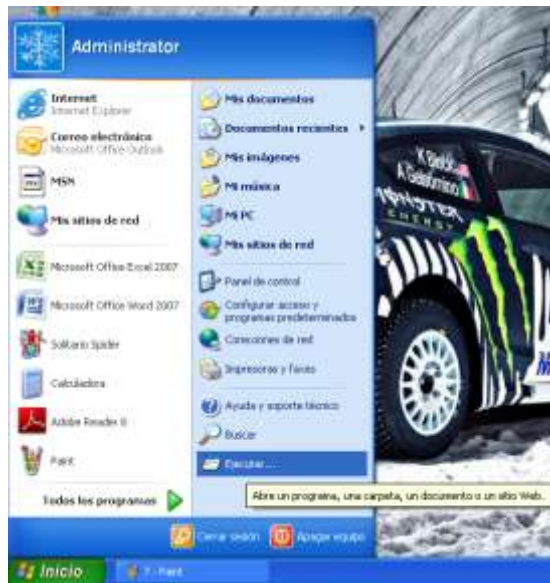 Administrator
Internet
Internet Explorer
Correo electrónico
Microsoft Office Outlook
MSN
Mis sitios de red
Microsoft Office Excel 2007
Microsoft Office Word 2007
Solitario Spider
Calculadora
Adobe Reader 8
Paint
Todos los programas
Mis documentos
Documentos recientes
Mis imágenes
Mi música
Mi PC
Mis sitios de red
Panel de control
Configurar acceso y
programas predeterminados
Conexiones de red
Impresoras y faxes
Ayuda y soporte técnico
Buscar
Ejecutar...
Abre un programa, una carpeta, un documento o un sitio Web.
Cerrar sesión
Apagar equipo
Inicio
7 - Paint
K Block
A Gelsomino
MONSTER
ENERGY